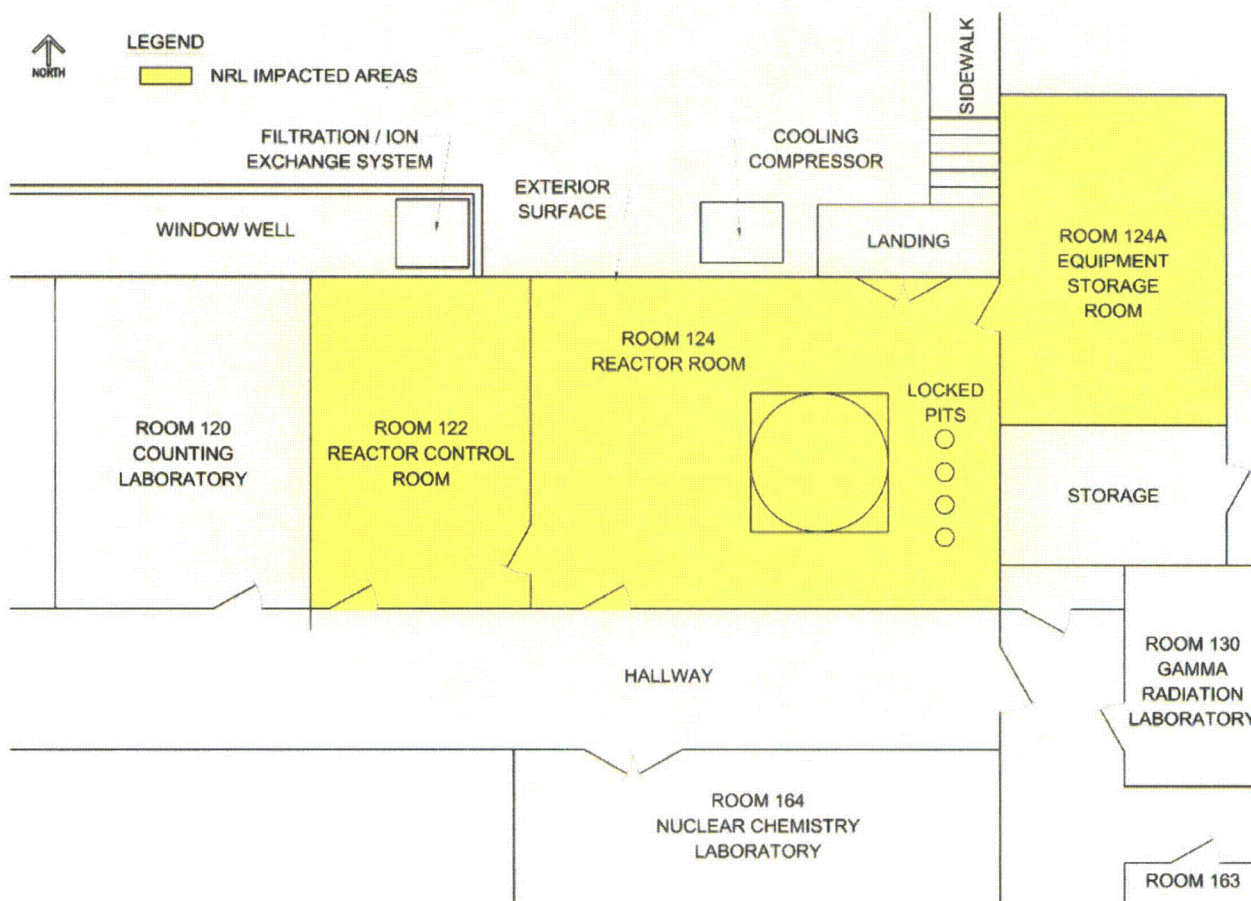 NORTH
LEGEND
NRL IMPACTED AREAS
FILTRATION / ION
EXCHANGE SYSTEM
EXTERIOR
SURFACE
COOLING
COMPRESSOR
SIDEWALK
WINDOW WELL
LANDING
ROOM 124A
EQUIPMENT
STORAGE
ROOM
ROOM 124
REACTOR ROOM
LOCKED
PITS
ROOM 120
COUNTING
LABORATORY
ROOM 122
REACTOR CONTROL
ROOM
STORAGE
HALLWAY
ROOM 130
GAMMA
RADIATION
LABORATORY
ROOM 164
NUCLEAR CHEMISTRY
LABORATORY
ROOM 163